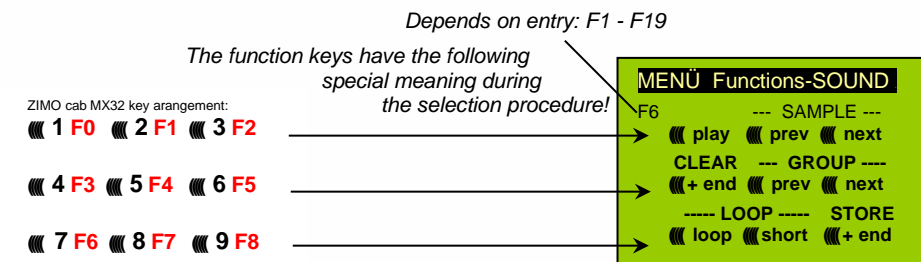 Depends on entry: F1 - F19
The function keys have the following
special meaning during
the selection procedure!
ZIMO cab MX32 key arangement:
((((( 1 F0 ((((( 2 F1 ((((( 3 F2
((((( 4 F3 ((((( 5 F4 ((((( 6 F5
((((( 7 F6 ((((( 8 F7 ((((( 9 F8
MENÜ Functions-SOUND
F6 --- SAMPLE ---
((((( play ((((( prev ((((( next
CLEAR --- GROUP ----
(((((+ end ((((( prev ((((( next
----- LOOP ----- STORE
((((( loop (((((short (((((+ end